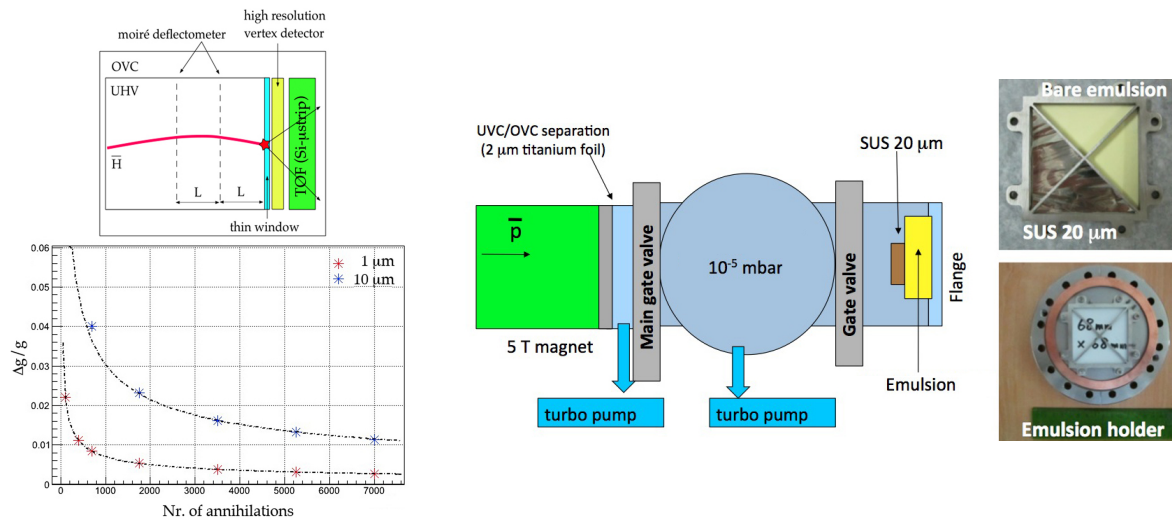 high resolution
vertex detector
moiré deflectometer
OVC
UHV
H
L
L
TØF (Si-μstrip)
thin window
0.06
0.05
0.04
0.03
0.02
0.01
0
Δg / g
1 μm
10 μm
0
1000
2000
3000
4000
5000
6000
7000
Nr. of annihilations
UVC/OVC separation
(2 μm titanium foil)
p
5 T magnet
Main gate valve
10⁻⁵ mbar
Gate valve
SUS 20 μm
Emulsion
Flange
turbo pump
turbo pump
Bare emulsion
SUS 20 μm
68mm
× 68mm
Emulsion holder